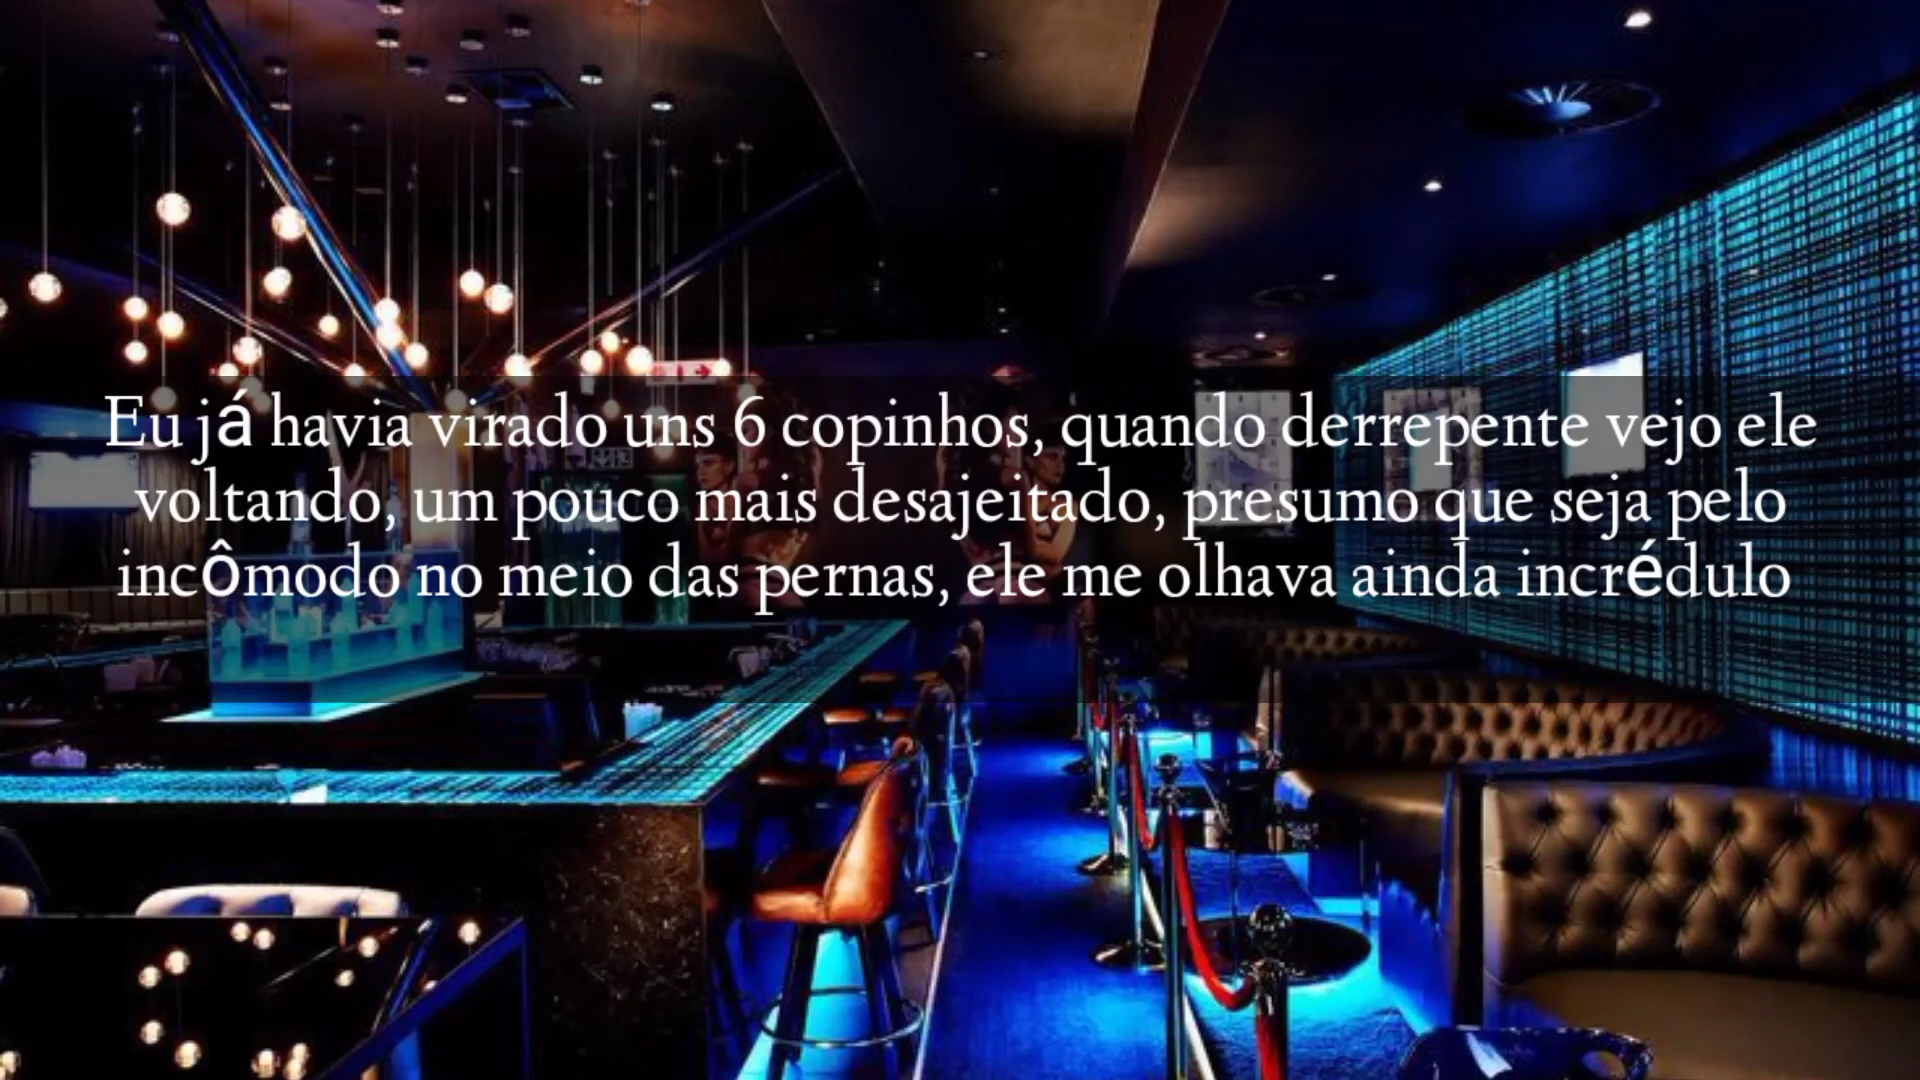 Eu já havia virado uns 6 copinhos, quando derrepente vejo ele
voltando, um pouco mais desajeitado, presumo que seja pelo
incômodo no meio das pernas, ele me olhava ainda incrédulo